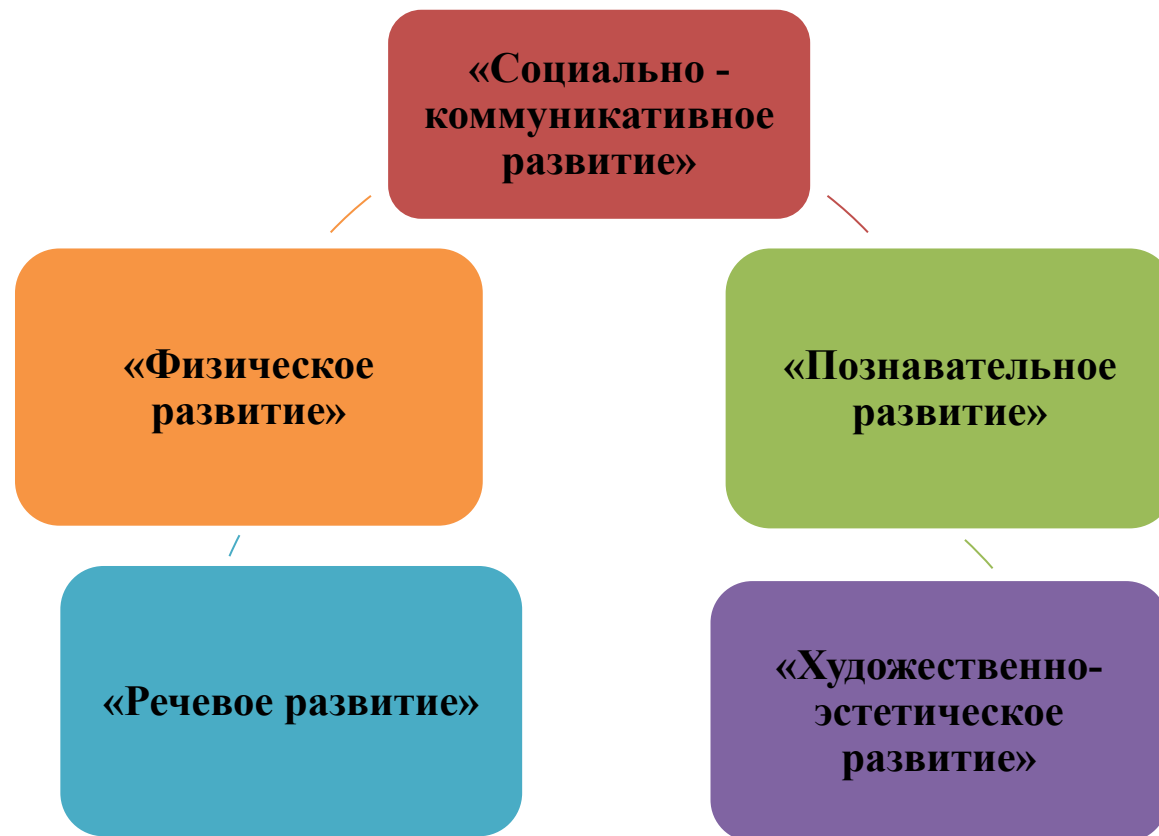 «Социально -
коммуникативное
развитие»
«Физическое
развитие»
«Познавательное
развитие»
«Речевое развитие»
«Художественно-
эстетическое
развитие»